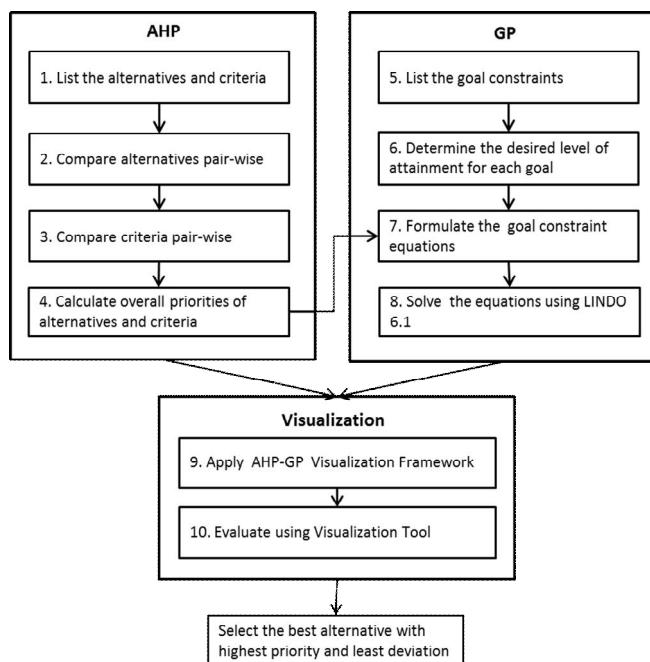 AHP
1. List the alternatives and criteria
2. Compare alternatives pair-wise
3. Compare criteria pair-wise
4. Calculate overall priorities of
alternatives and criteria
GP
5. List the goal constraints
6. Determine the desired level of
attainment for each goal
7. Formulate the goal constraint
equations
8. Solve the equations using LINDO
6.1
Visualization
9. Apply AHP-GP Visualization Framework
10. Evaluate using Visualization Tool
Select the best alternative with
highest priority and least deviation